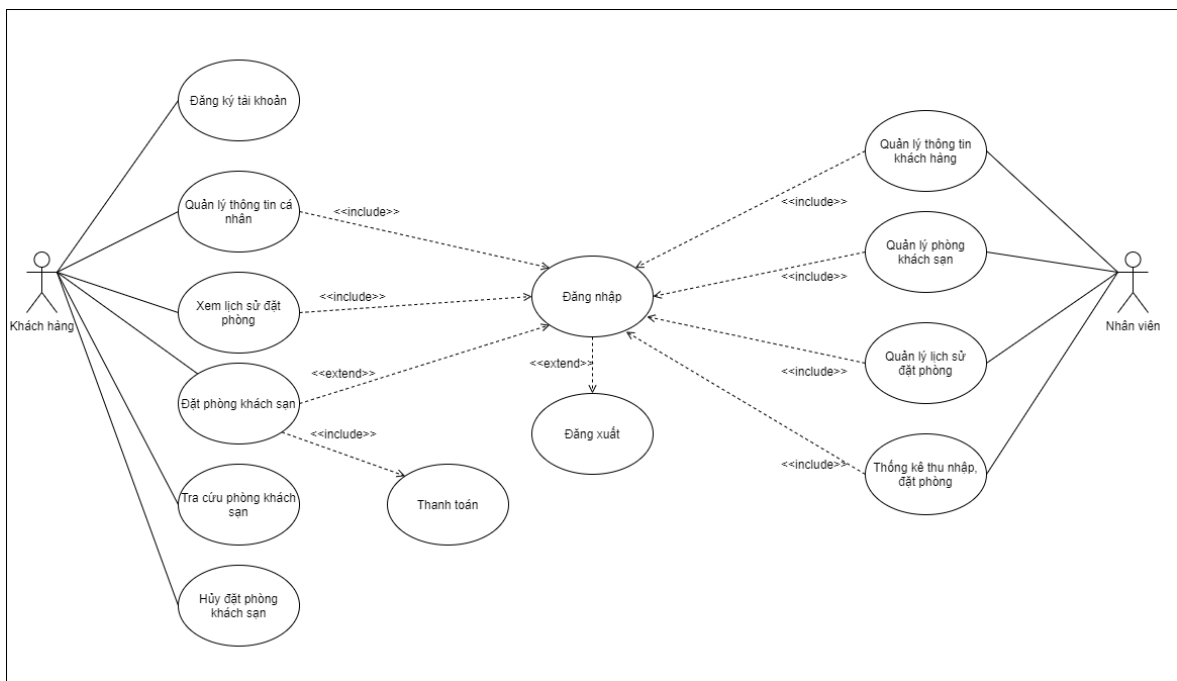 Đăng ký tài khoản
Quản lý thông tin cá
nhân
<<include>>
Xem lịch sử đặt
phòng
<<include>>
Khách hàng
Đặt phòng khách sạn
<<extend>>
<<include>>
Tra cứu phòng khách
sạn
Thanh toán
Hủy đặt phòng
khách sạn
Đăng nhập
<<extend>>
Đăng xuất
Quản lý thông tin
khách hàng
<<include>>
Quản lý phòng
khách sạn
<<include>>
Nhân viên
Quản lý lịch sử
đặt phòng
<<include>>
Thống kê thu nhập,
đặt phòng
<<include>>